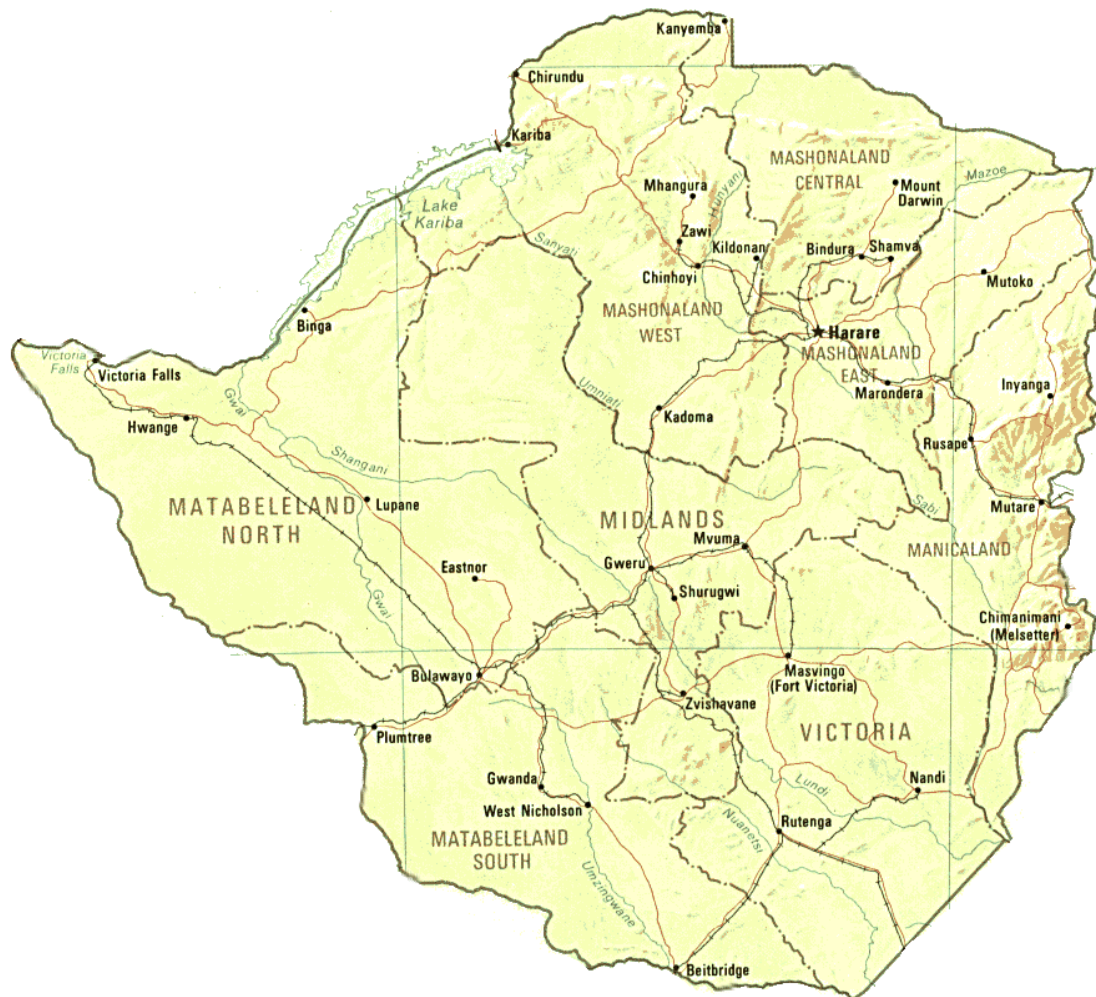 Kanyemba
Chirundu
Kariba
MASHONALAND
CENTRAL
Mazoe
Mhangura
Hunyani
Mount
Darwin
Lake
Kariba
Zawi
Sanyati
Kildonan
Bindura
Shamva
Chinhoyi
Mutoko
MASHONALAND
WEST
Binga
Harare
MASHONALAND
EAST
Victoria
Falls
Victoria Falls
Gwai
Umniati
Marondera
Inyanga
Hwange
Kadoma
Rusape
Shangani
MATABELELAND
NORTH
Lupane
Sabi
Mutare
MIDLANDS
Mvuma
MANICALAND
Eastnor
Gweru
Shurugwi
Gwai
Chimanimani
(Melsetter)
Bulawayo
Masvingo
(Fort Victoria)
Zvishavane
Plumtree
VICTORIA
Gwanda
Lundi
Nandi
West Nicholson
Nuanetsi
Rutenga
MATABELELAND
SOUTH
Umzingwane
Beitbridge